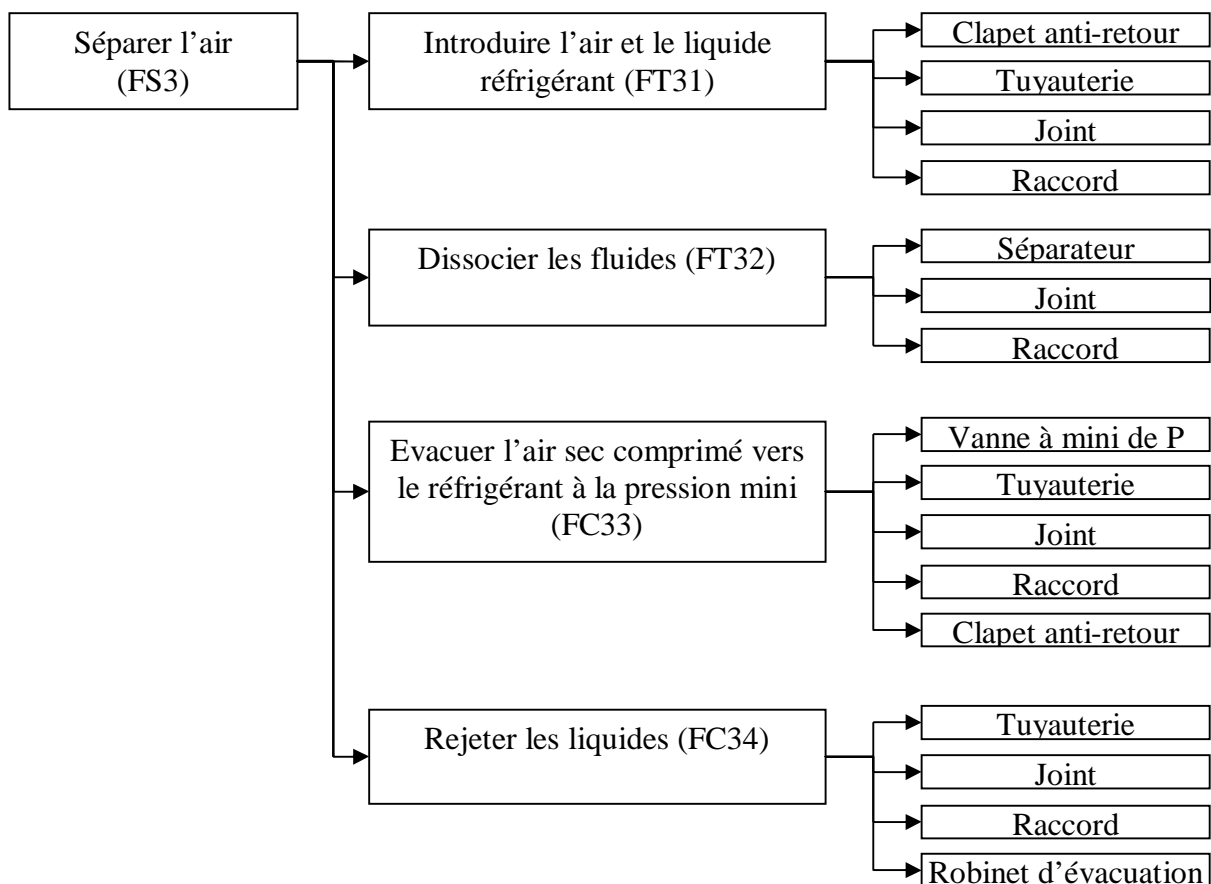 Séparer l’air
(FS3)
Introduire l’air et le liquide
réfrigérant (FT31)
Clapet anti-retour
Tuyauterie
Joint
Raccord
Dissocier les fluides (FT32)
Séparateur
Joint
Raccord
Evacuer l’air sec comprimé vers
le réfrigérant à la pression mini
(FC33)
Vanne à mini de P
Tuyauterie
Joint
Raccord
Clapet anti-retour
Rejeter les liquides (FC34)
Tuyauterie
Joint
Raccord
Robinet d’évacuation